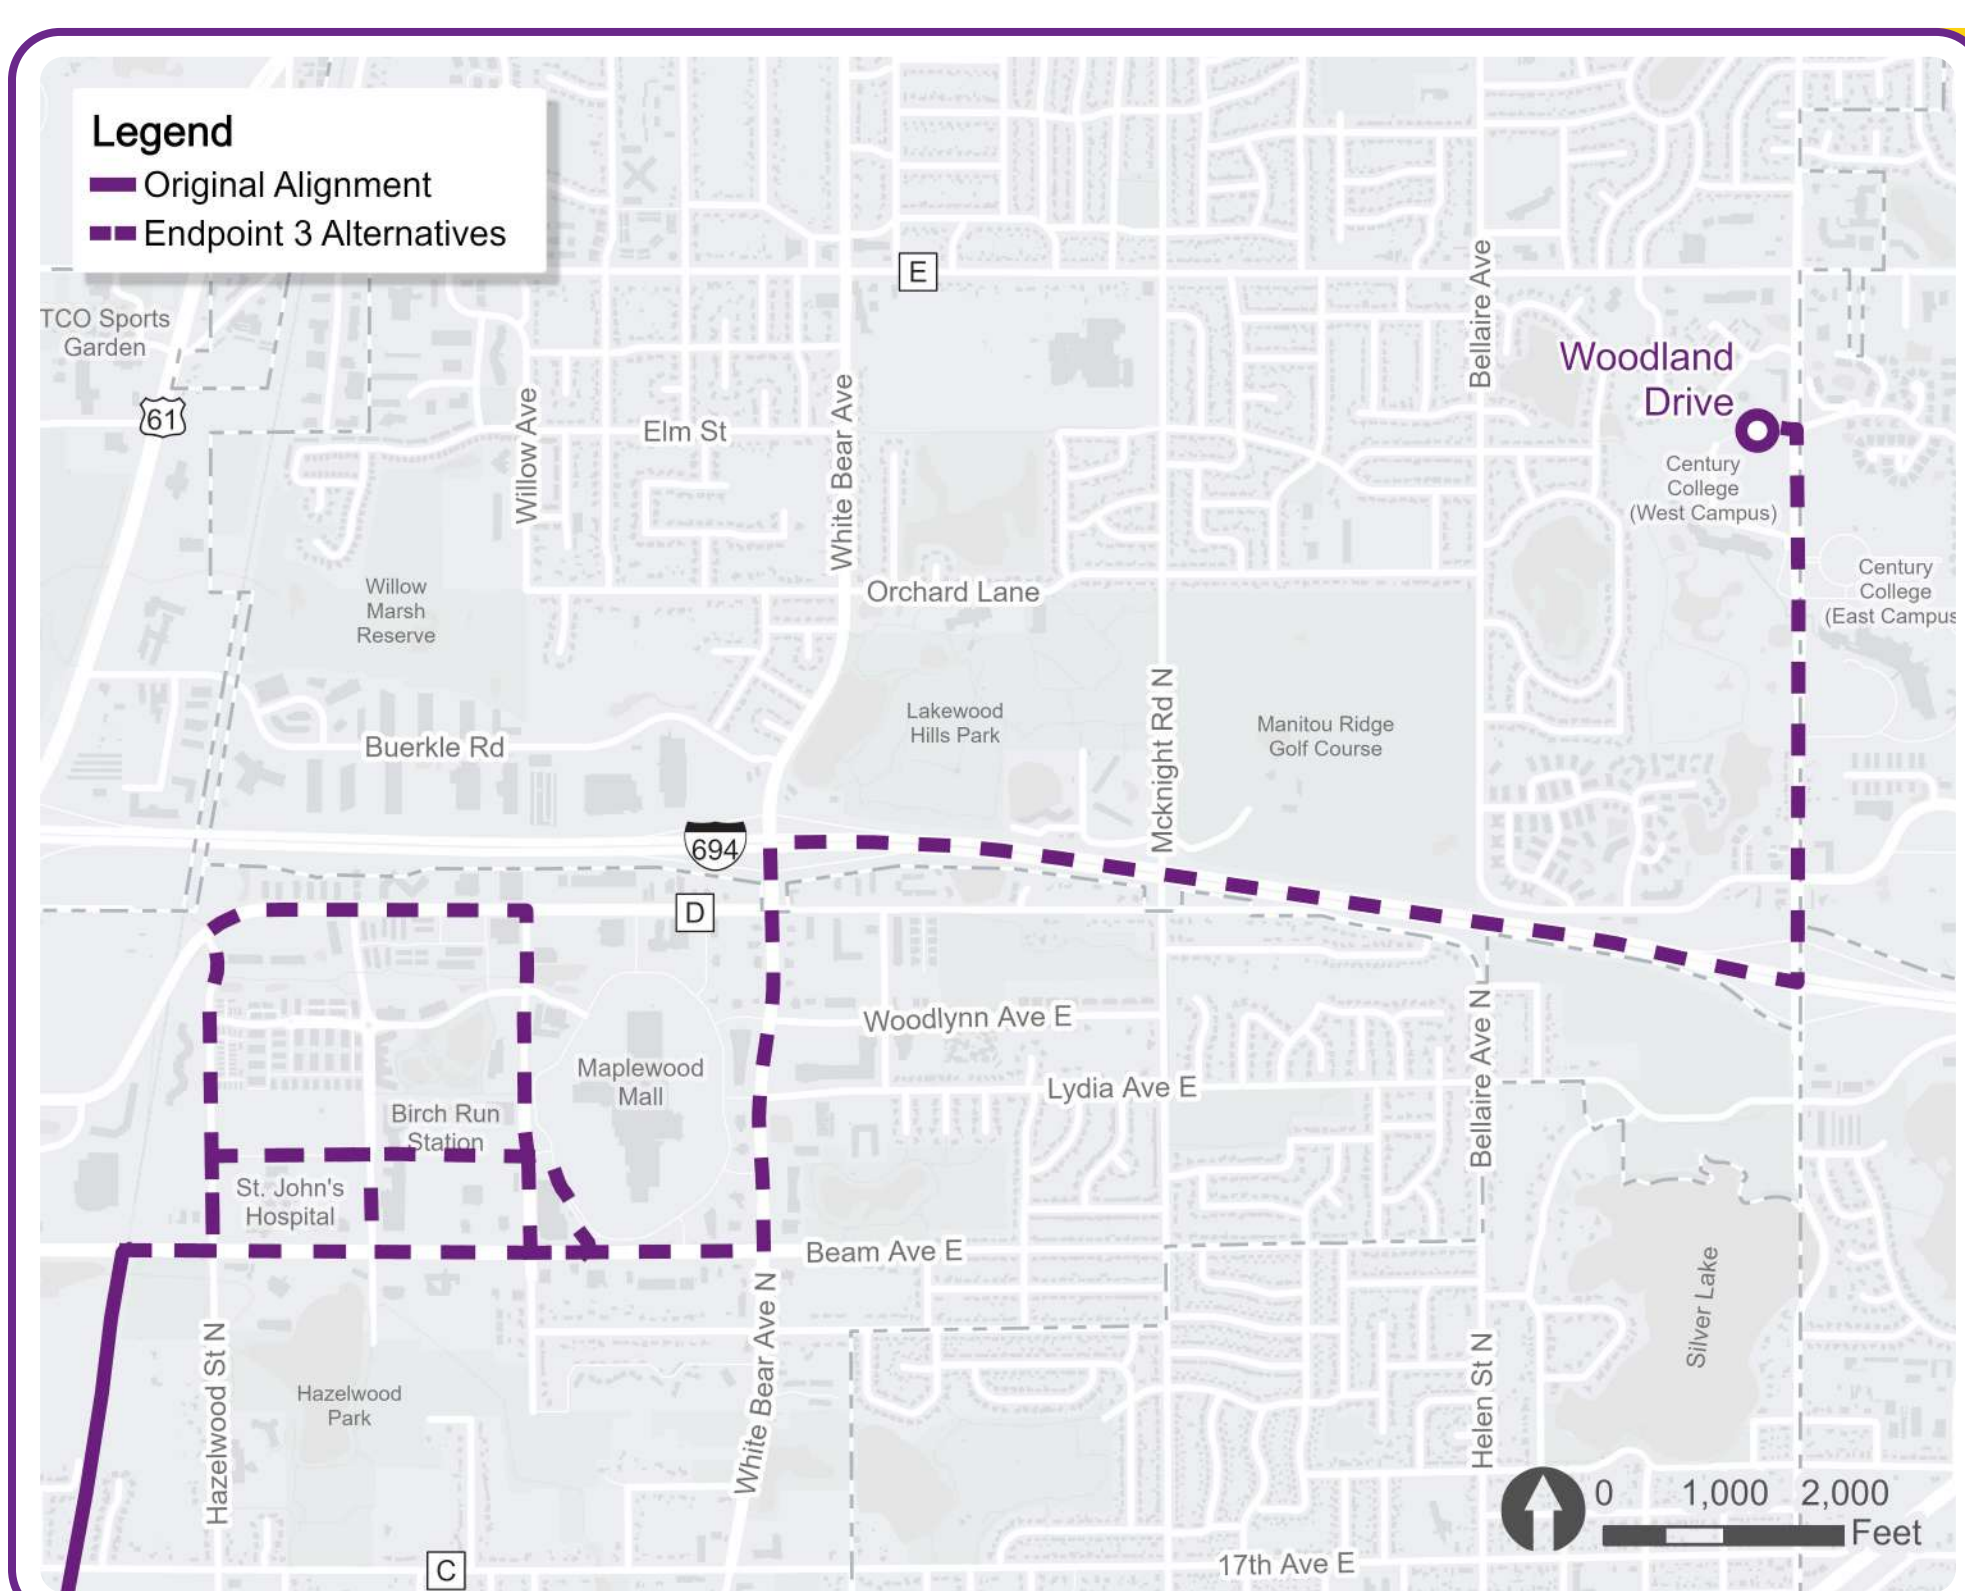 Legend
Original Alignment
Endpoint 3 Alternatives
E
TCO Sports
Garden
61
Willow Ave
Elm St
White Bear Ave
Bellaire Ave
Woodland
Drive
Century
College
(West Campus)
Century
College
(East Campus
Willow
Marsh
Reserve
Orchard Lane
Buerkle Rd
Lakewood
Hills Park
Mcknight Rd N
Manitou Ridge
Golf Course
694
D
Woodlynn Ave E
Maplewood
Mall
Lydia Ave E
Bellaire Ave N
Birch Run
Station
St. John's
Hospital
Beam Ave E
Hazelwood St N
Hazelwood
Park
White Bear Ave N
Helen St N
Silver Lake
C
17th Ave E
0 1,000 2,000
Feet